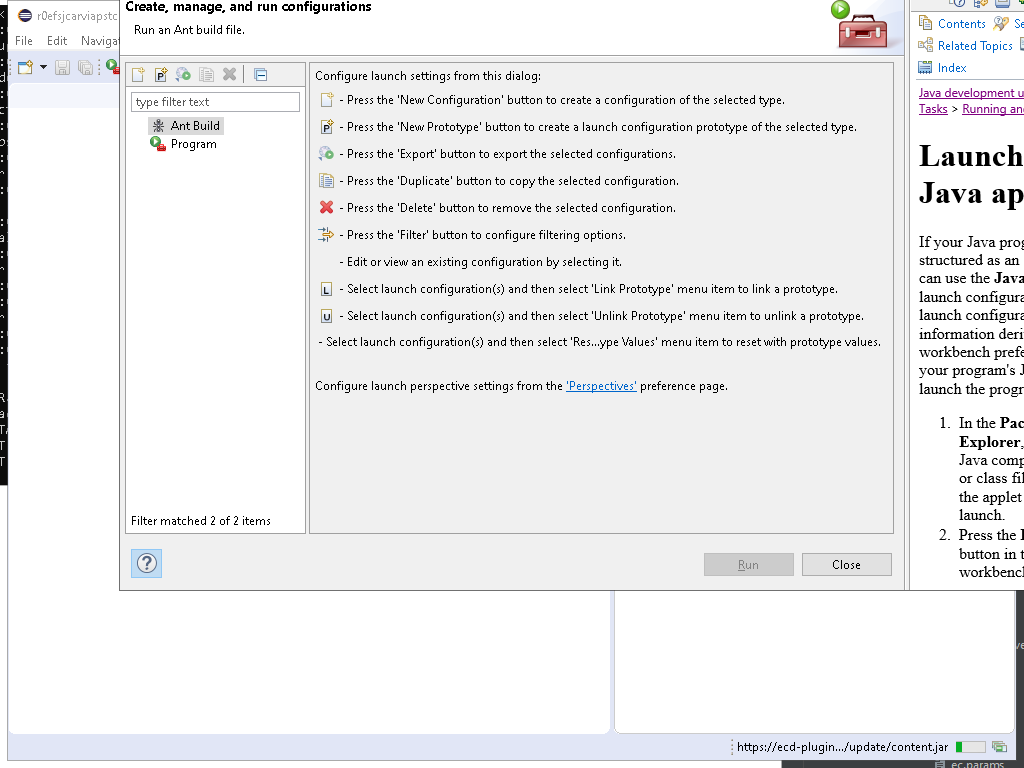 Create, manage, and run configurations
r0efsjcarviapstc
Run an Ant build file.
File Edit Navigat
Contents
Related Topics
Index
type filter text
Ant Build
Program
Filter matched 2 of 2 items
Configure launch settings from this dialog:
- Press the 'New Configuration' button to create a configuration of the selected type.
P - Press the 'New Prototype' button to create a launch configuration prototype of the selected type.
- Press the 'Export' button to export the selected configurations.
- Press the 'Duplicate' button to copy the selected configuration.
- Press the 'Delete' button to remove the selected configuration.
- Press the 'Filter' button to configure filtering options.
- Edit or view an existing configuration by selecting it.
L - Select launch configuration(s) and then select 'Link Prototype' menu item to link a prototype.
U - Select launch configuration(s) and then select 'Unlink Prototype' menu item to unlink a prototype.
- Select launch configuration(s) and then select 'Res...ype Values' menu item to reset with prototype values.
Configure launch perspective settings from the 'Perspectives' preference page.
? Run Close
Java development u
Tasks > Running and
Launch
Java ap
If your Java prog
structured as an
can use the Java
launch configura
launch configura
information deri
workbench prefe
your program's J
launch the progr
1. In the Pac
Explorer,
Java comp
or class fil
the applet
launch.
2. Press the
button in t
workbench
https://ecd-plugin.../update/content.jar
ec.params